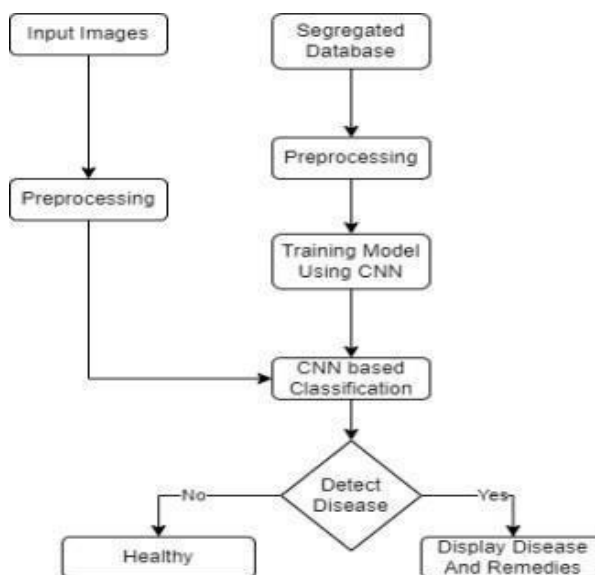 Input Images
Segregated
Database
Preprocessing
Preprocessing
Training Model
Using CNN
CNN based
Classification
Detect
Disease
No
Yes
Healthy
Display Disease
And Remedies